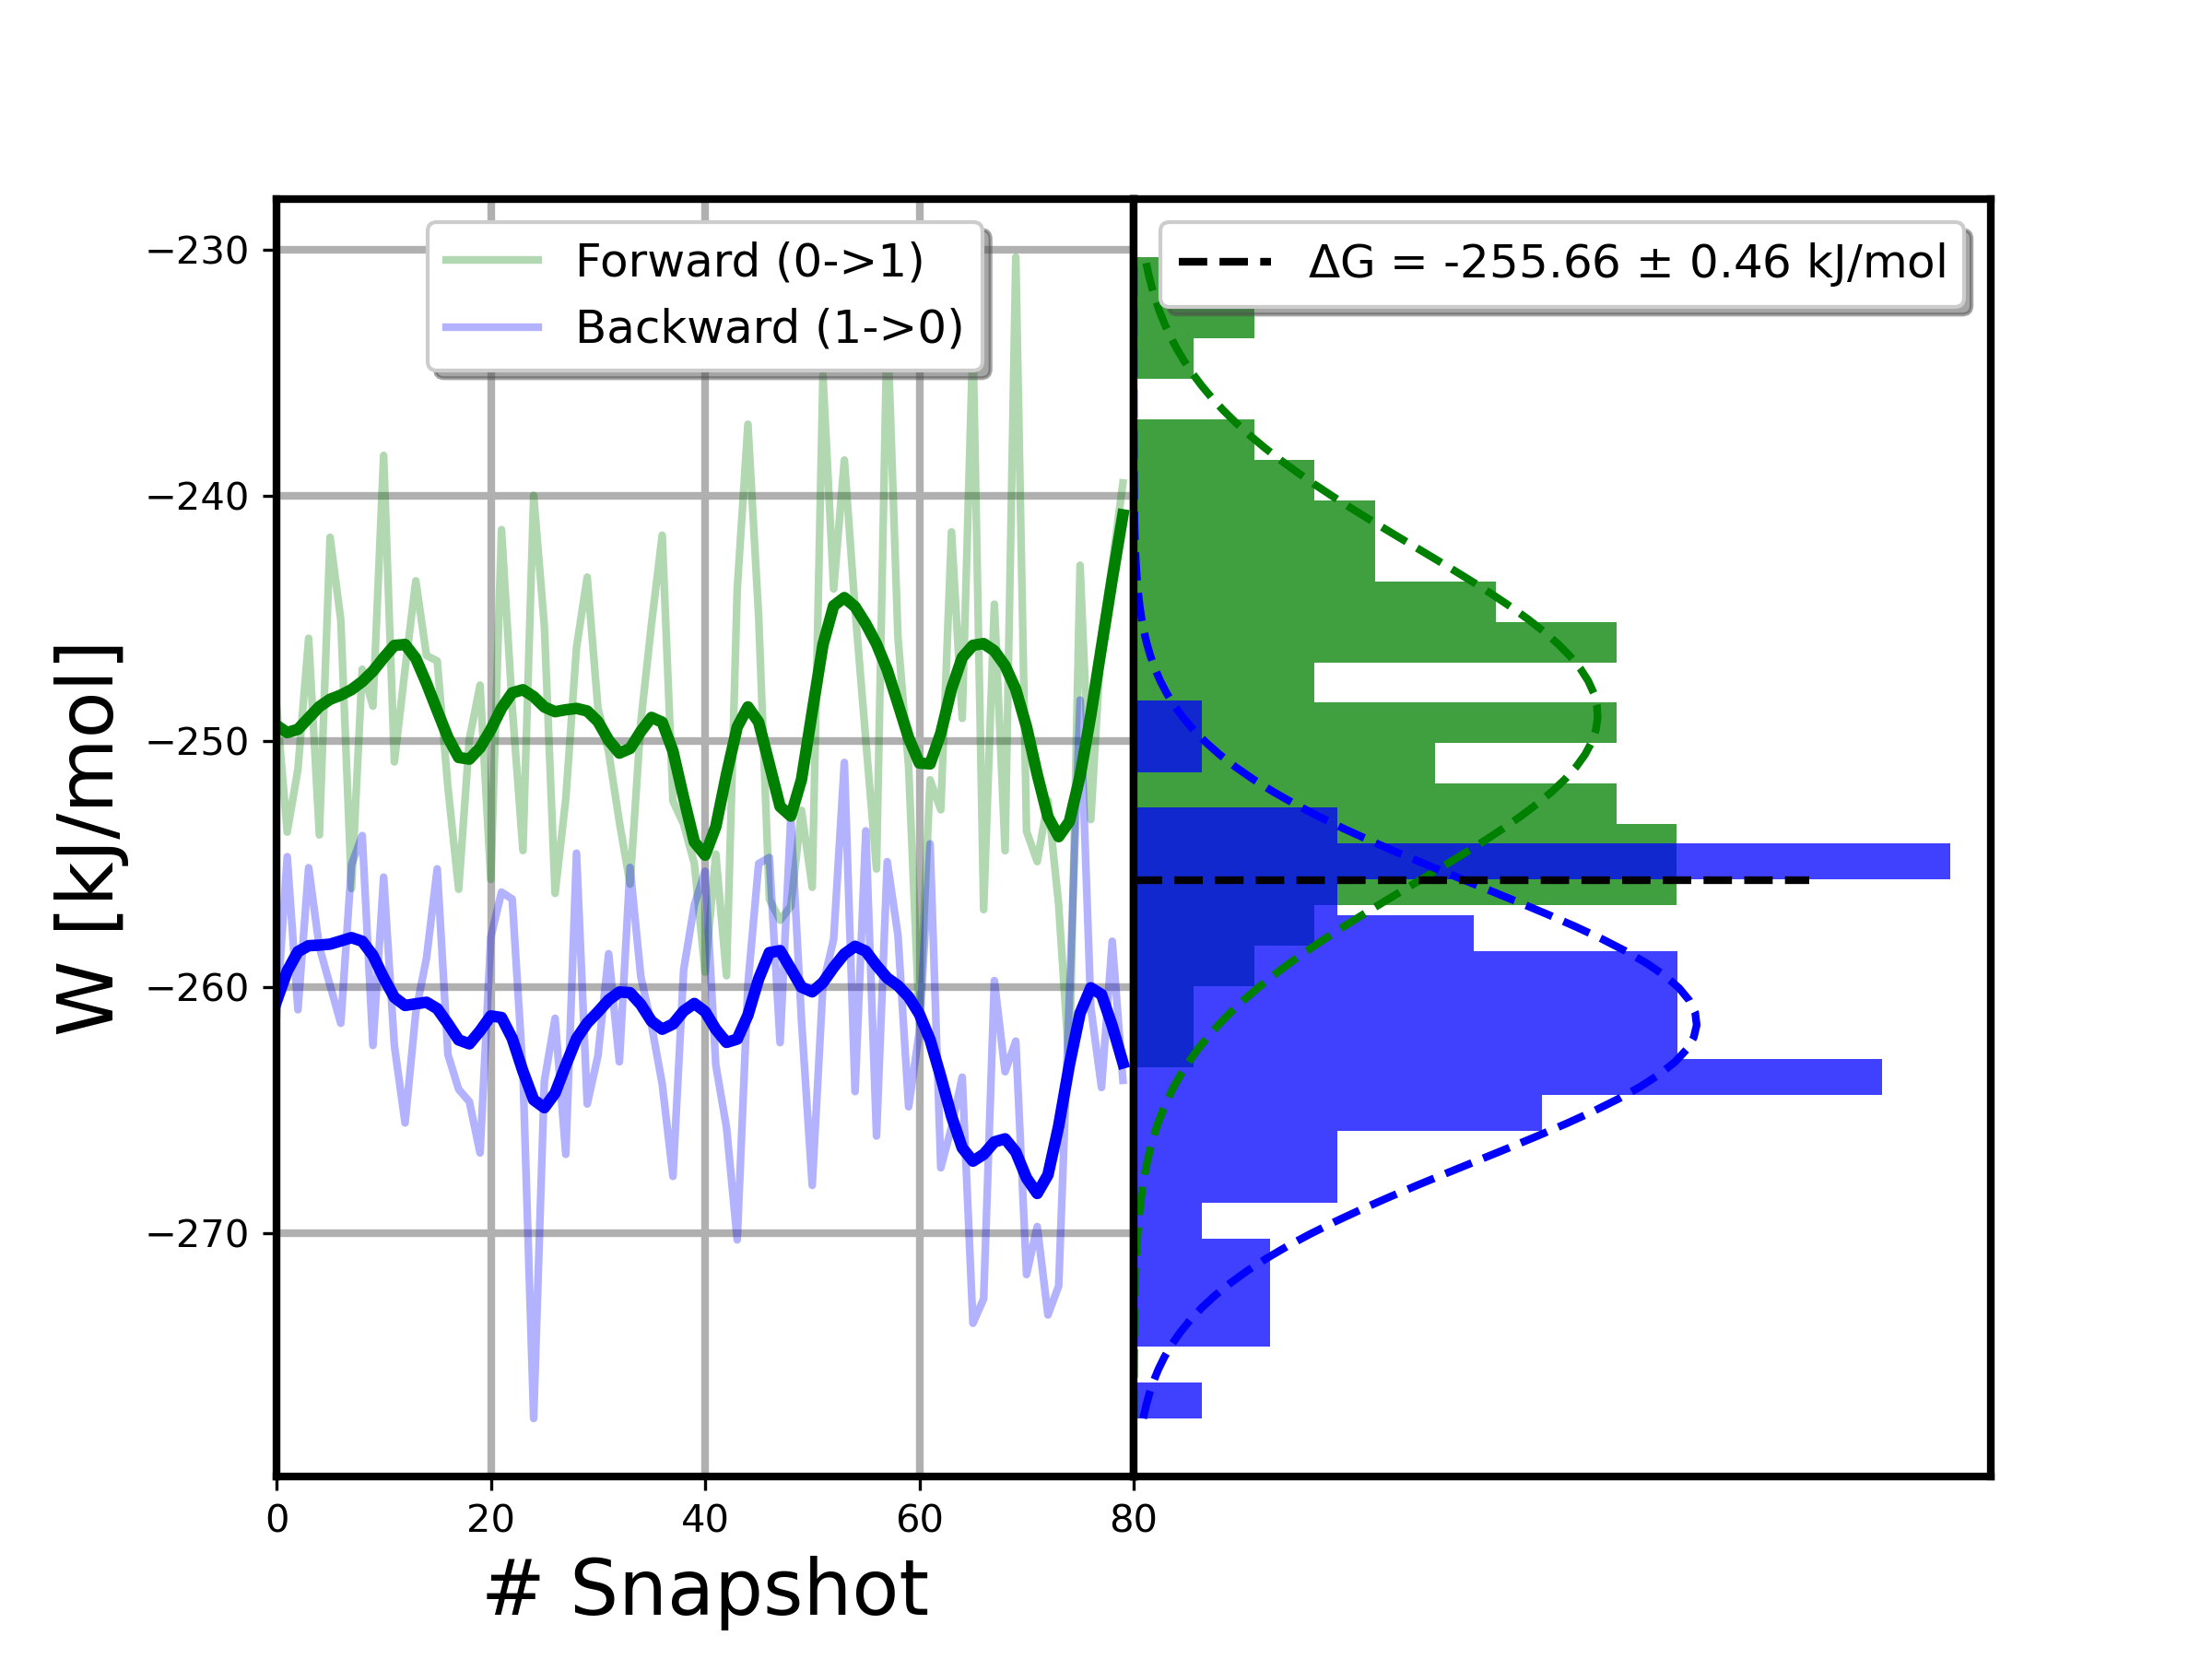 Forward (0->1)
Backward (1->0)
ΔG = -255.66 ± 0.46 kJ/mol
W [kJ/mol]
−230
−240
−250
−260
−270
0 20 40 60 80
# Snapshot